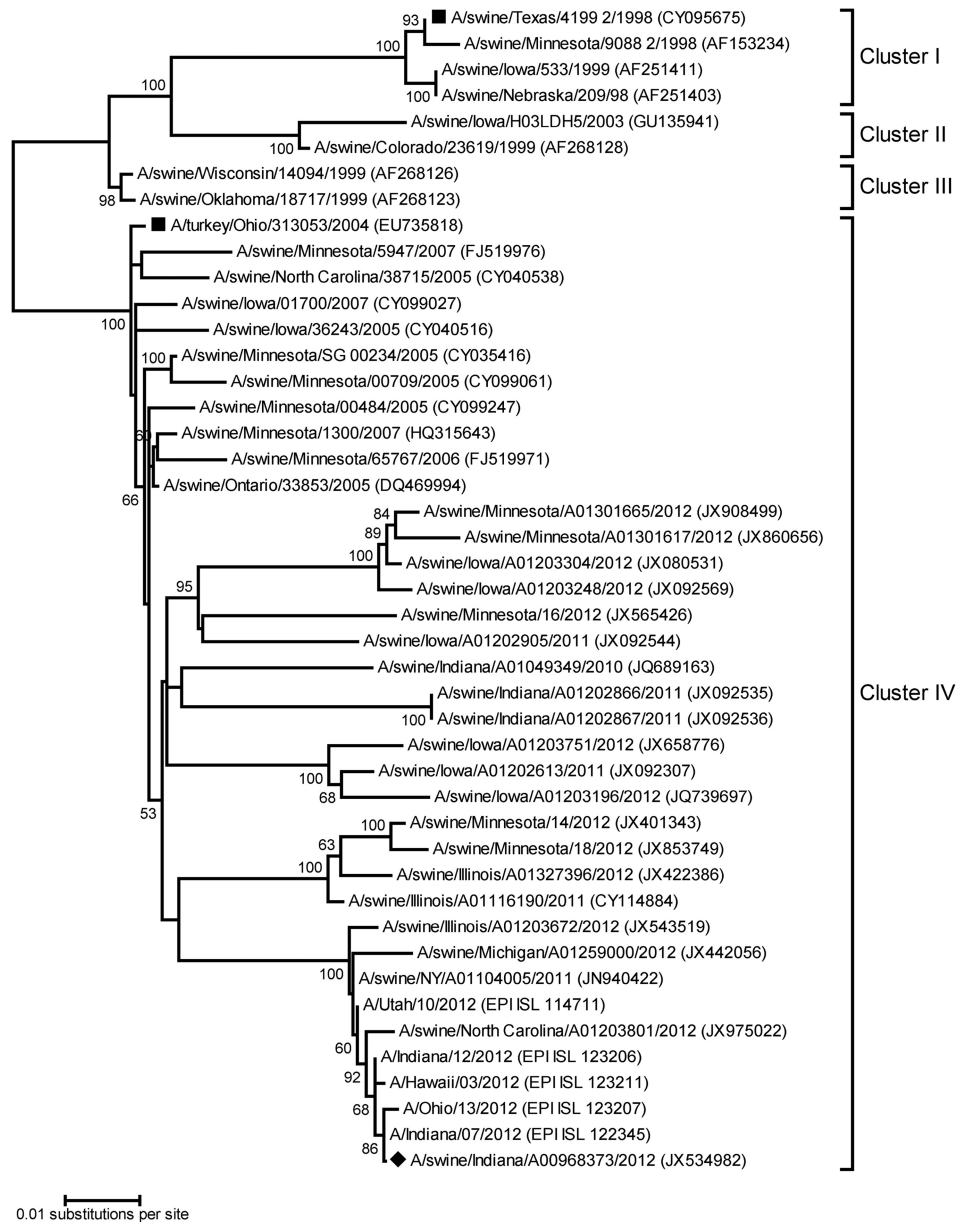 93
A/swine/Texas/4199 2/1998 (CY095675)
A/swine/Minnesota/9088 2/1998 (AF153234)
100
Cluster I
A/swine/Iowa/533/1999 (AF251411)
100
A/swine/Nebraska/209/98 (AF251403)
100
A/swine/Iowa/H03LDH5/2003 (GU135941)
Cluster II
100
A/swine/Colorado/23619/1999 (AF268128)
A/swine/Wisconsin/14094/1999 (AF268126)
Cluster III
98
A/swine/Oklahoma/18717/1999 (AF268123)
A/turkey/Ohio/313053/2004 (EU735818)
A/swine/Minnesota/5947/2007 (FJ519976)
A/swine/North Carolina/38715/2005 (CY040538)
A/swine/Iowa/01700/2007 (CY099027)
100
A/swine/Iowa/36243/2005 (CY040516)
100
A/swine/Minnesota/SG 00234/2005 (CY035416)
A/swine/Minnesota/00709/2005 (CY099061)
A/swine/Minnesota/00484/2005 (CY099247)
60
A/swine/Minnesota/1300/2007 (HQ315643)
A/swine/Minnesota/65767/2006 (FJ519971)
A/swine/Ontario/33853/2005 (DQ469994)
66
84
A/swine/Minnesota/A01301665/2012 (JX908499)
89
A/swine/Minnesota/A01301617/2012 (JX860656)
100
A/swine/Iowa/A01203304/2012 (JX080531)
95
A/swine/Iowa/A01203248/2012 (JX092569)
A/swine/Minnesota/16/2012 (JX565426)
A/swine/Iowa/A01202905/2011 (JX092544)
A/swine/Indiana/A01049349/2010 (JQ689163)
A/swine/Indiana/A01202866/2011 (JX092535)
Cluster IV
100
A/swine/Indiana/A01202867/2011 (JX092536)
A/swine/Iowa/A01203751/2012 (JX658776)
100
A/swine/Iowa/A01202613/2011 (JX092307)
68
A/swine/Iowa/A01203196/2012 (JQ739697)
53
100
A/swine/Minnesota/14/2012 (JX401343)
63
A/swine/Minnesota/18/2012 (JX853749)
100
A/swine/Illinois/A01327396/2012 (JX422386)
A/swine/Illinois/A01116190/2011 (CY114884)
A/swine/Illinois/A01203672/2012 (JX543519)
A/swine/Michigan/A01259000/2012 (JX442056)
100
A/swine/NY/A01104005/2011 (JN940422)
A/Utah/10/2012 (EPI ISL 114711)
A/swine/North Carolina/A01203801/2012 (JX975022)
60
A/Indiana/12/2012 (EPI ISL 123206)
92
A/Hawaii/03/2012 (EPI ISL 123211)
68
A/Ohio/13/2012 (EPI ISL 123207)
A/Indiana/07/2012 (EPI ISL 122345)
86
A/swine/Indiana/A00968373/2012 (JX534982)
0.01 substitutions per site